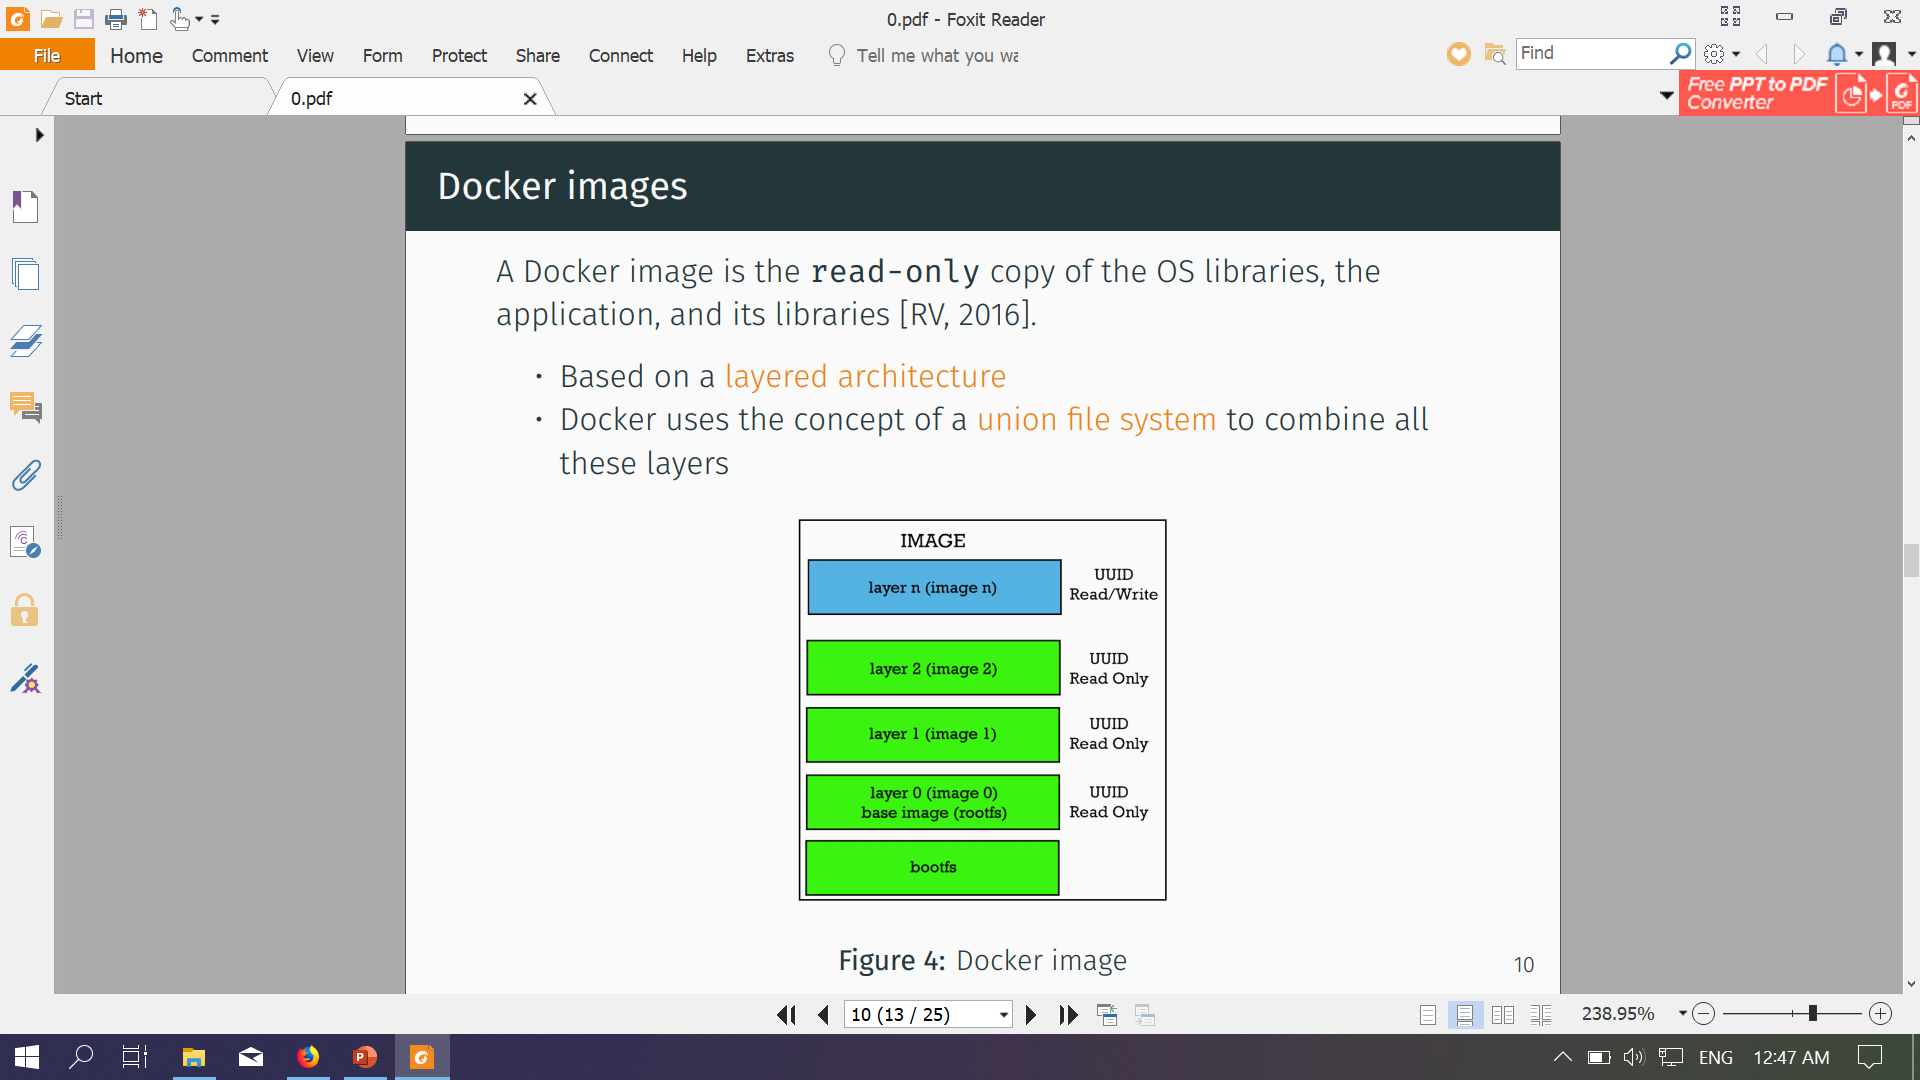 0.pdf - Foxit Reader
File Home Comment View Form Protect Share Connect Help Extras Tell me what you wa Find
Start 0.pdf
Free PPT to PDF
Converter
PDF
Docker images
A Docker image is the read-only copy of the OS libraries, the
application, and its libraries [RV, 2016].
• Based on a layered architecture
• Docker uses the concept of a union file system to combine all
these layers
IMAGE
layer n (image n)
UUID
Read/Write
layer 2 (image 2)
UUID
Read Only
layer 1 (image 1)
UUID
Read Only
layer 0 (image 0)
base image (rootfs)
UUID
Read Only
bootfs
Figure 4: Docker image
10
10 (13 / 25)
238.95%
ENG 12:47 AM